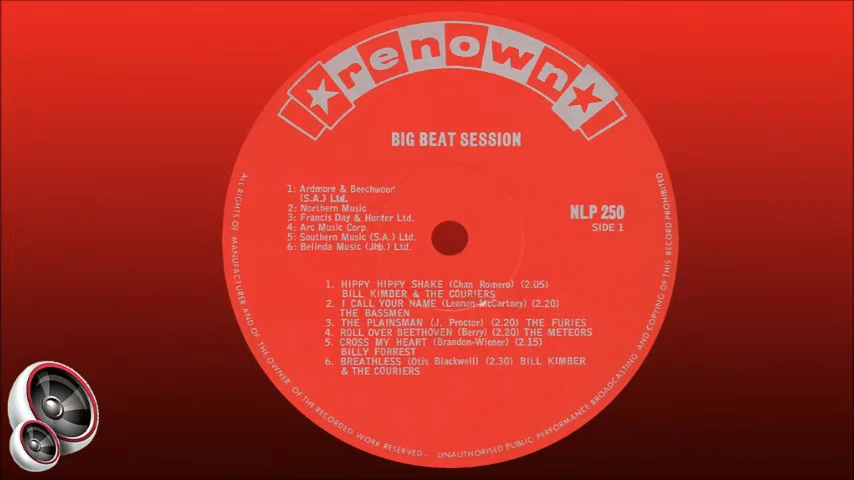 renown
BIG BEAT SESSION
1: Ardmore & Beechwood
(S.A.) Ltd.
2: Northern Music
3: Francis Day & Hunter Ltd.
4: Arc Music Corp.
5: Southern Music (S.A.) Ltd.
6: Belinda Music (Jhb.) Ltd.
NLP 250
SIDE 1
1. HIPPY HIPPY SHAKE (Chan Romero) (2.05)
BILL KIMBER & THE COURIERS
2. I CALL YOUR NAME (Lennon-McCartney) (2.20)
THE BASSMEN
3. THE PLAINSMAN (J. Proctor) (2.20) THE FURIES
4. ROLL OVER BEETHOVEN (Berry) (2.20) THE METEORS
5. CROSS MY HEART (Brandon-Wiener) (2.15)
BILLY FORREST
6. BREATHLESS (Otis Blackwell) (2.30) BILL KIMBER
& THE COURIERS
ALL RIGHTS OF MANUFACTURER AND OF THE OWNER OF THE RECORDED WORK RESERVED - UNAUTHORISED PUBLIC PERFORMANCE BROADCASTING AND COPYING OF THIS RECORD PROHIBITED